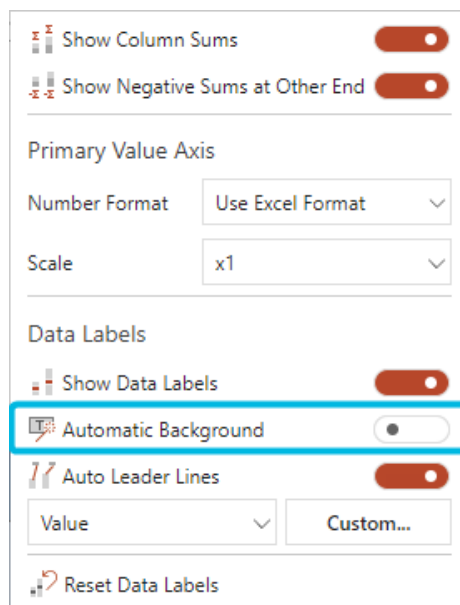 Show Column Sums
Show Negative Sums at Other End
Primary Value Axis
Number Format Use Excel Format
Scale x1
Data Labels
Show Data Labels
Automatic Background
Auto Leader Lines
Value Custom...
Reset Data Labels